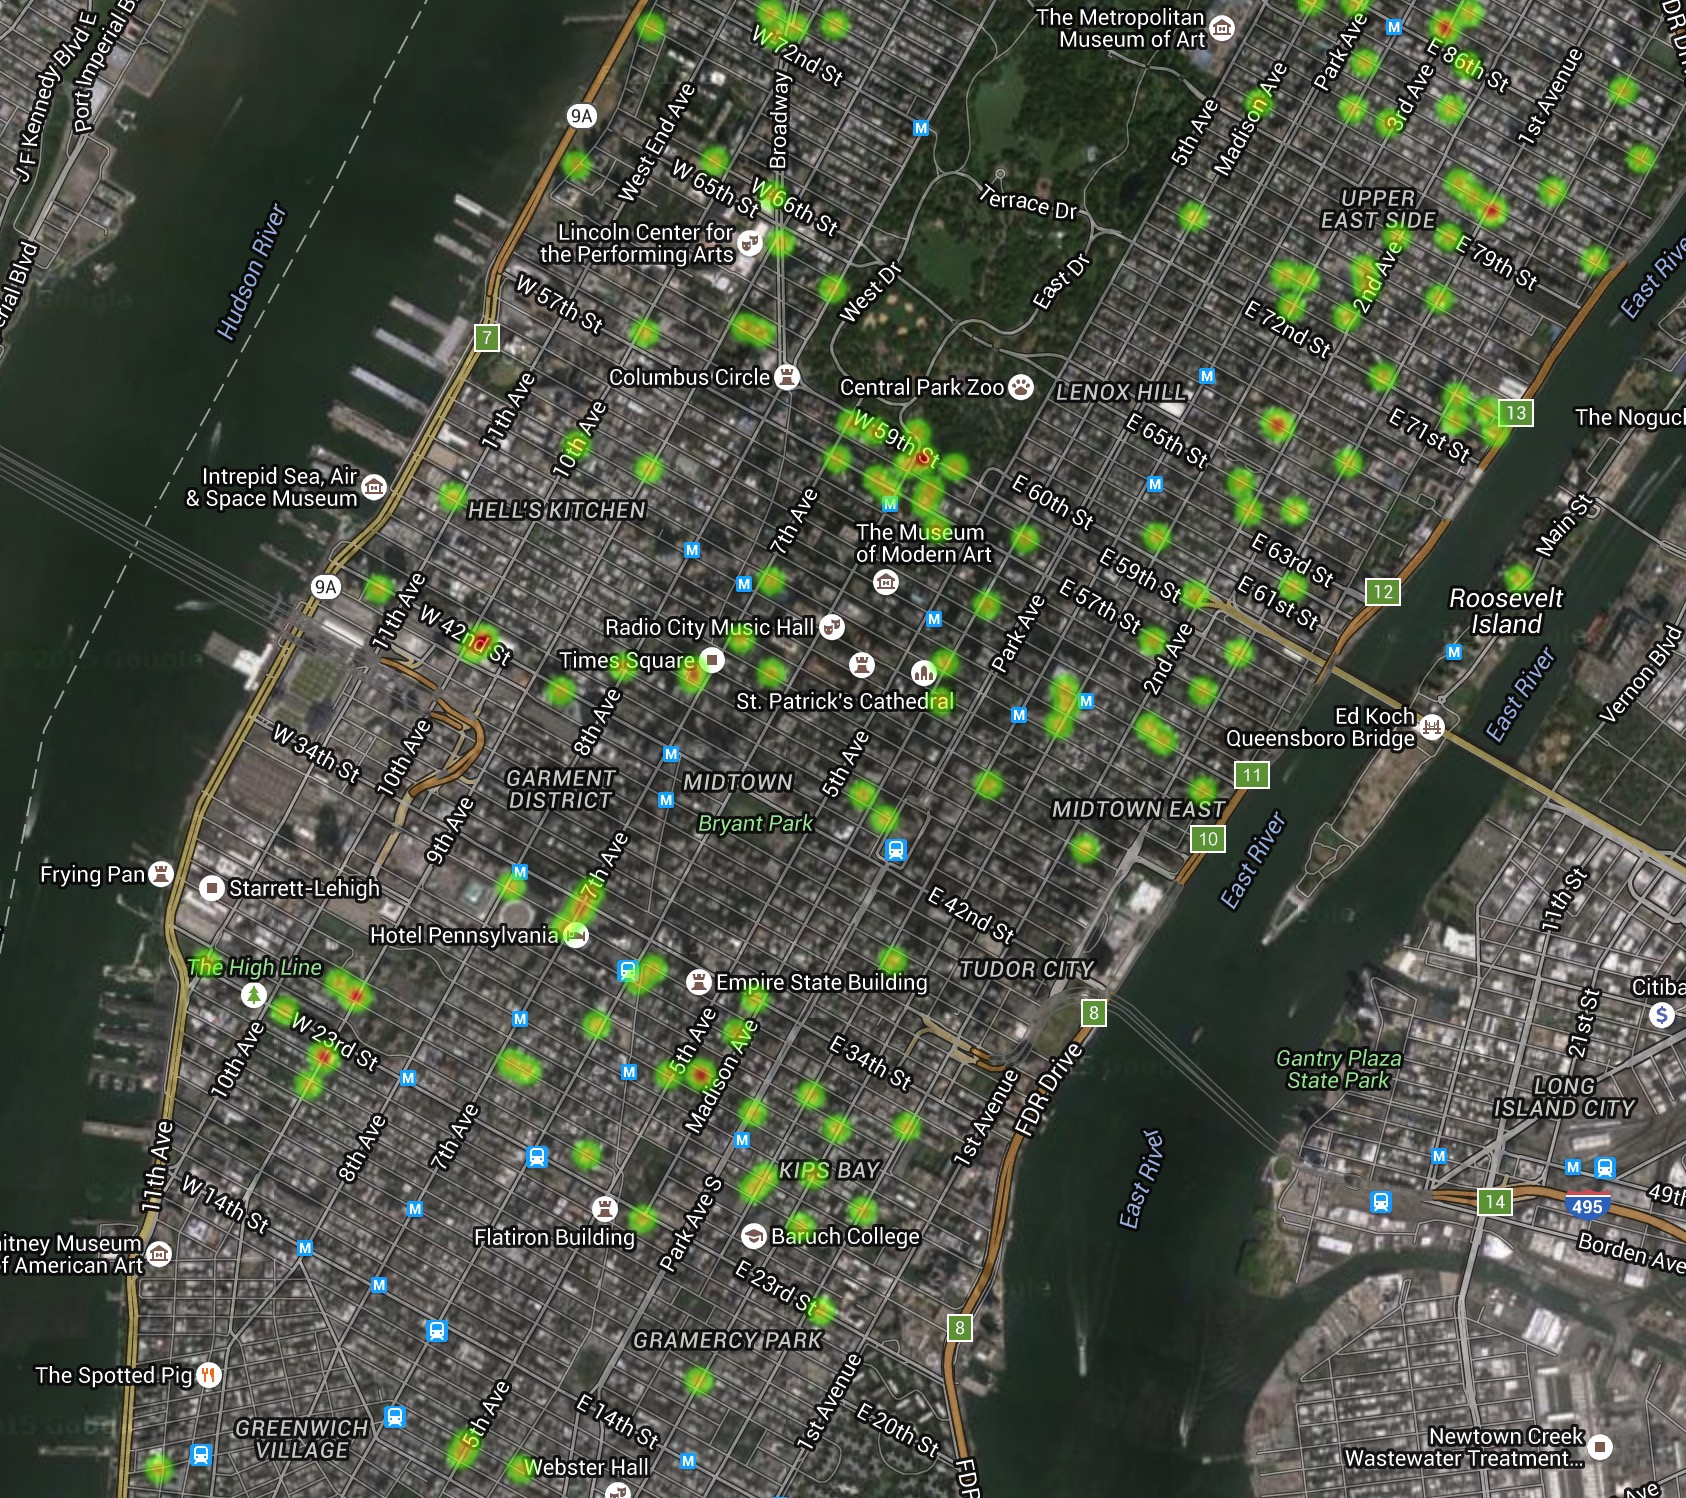 The Metropolitan
Museum of Art
Park Ave
E 86th St
3rd Ave
1st Avenue
J F Kennedy Blvd E
Port Imperial B
W 72nd St
Broadway
9A
West End Ave
5th Ave
Madison Ave
W 65th St
W 66th St
Terrace Dr
UPPER
EAST SIDE
Lincoln Center for
the Performing Arts
Hudson River
West Dr
East Dr
2nd Ave
E 79th St
East River
W 57th St
E 72nd St
7
Columbus Circle
Central Park Zoo
LENOX HILL
11th Ave
10th Ave
W 59th St
E 65th St
E 71st St
13
The Noguch
Intrepid Sea, Air
& Space Museum
HELL'S KITCHEN
7th Ave
E 60th St
Main St
The Museum
of Modern Art
E 63rd St
E 59th St
E 61st St
E 57th St
9A
12
Roosevelt
Island
11th Ave
W 42nd St
Radio City Music Hall
Times Square
Park Ave
2nd Ave
Vernon Blvd
East River
St. Patrick's Cathedral
Ed Koch
Queensboro Bridge
8th Ave
W 34th St
10th Ave
GARMENT
DISTRICT
MIDTOWN
5th Ave
11
MIDTOWN EAST
Bryant Park
9th Ave
7th Ave
10
East River
Frying Pan
Starrett-Lehigh
11th St
E 42nd St
Hotel Pennsylvania
The High Line
TUDOR CITY
Empire State Building
Citiba
W 23rd St
10th Ave
5th Ave
Madison Ave
8
21st St
E 34th St
FDR Drive
Gantry Plaza
State Park
LONG
ISLAND CITY
8th Ave
7th Ave
1st Avenue
East River
11th Ave
KIPS BAY
W 14th St
Park Ave S
14
495
49th
Flatiron Building
Baruch College
Borden Ave
itney Museum
f American Art
E 23rd St
8
GRAMERCY PARK
The Spotted Pig
5th Ave
E 14th St
1st Avenue
E 20th St
GREENWICH
VILLAGE
Webster Hall
FDR
Newtown Creek
Wastewater Treatment...